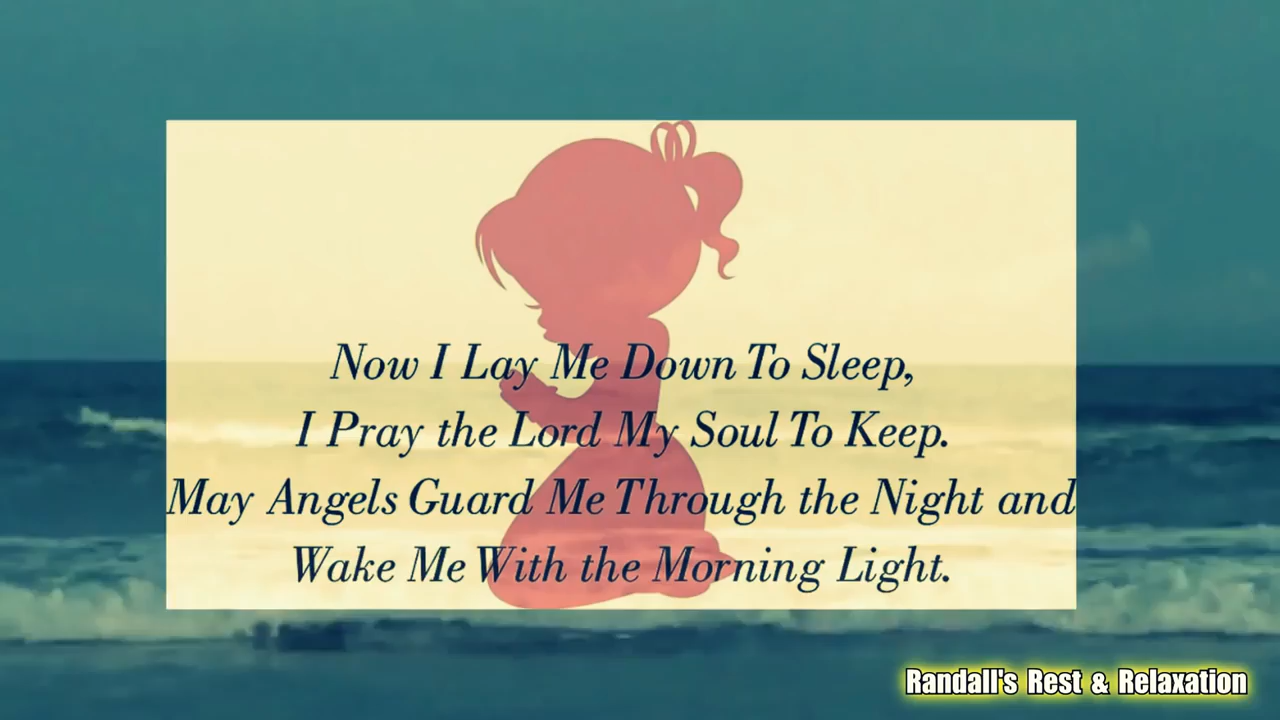 Now I Lay Me Down To Sleep,
I Pray the Lord My Soul To Keep.
May Angels Guard Me Through the Night and
Wake Me With the Morning Light.
Randall's Rest & Relaxation